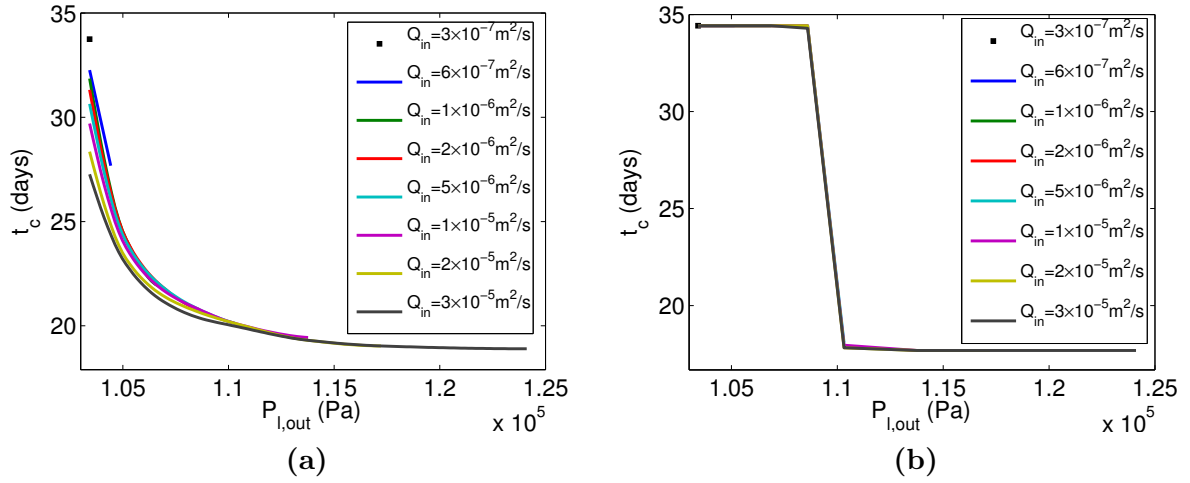 35
30
25
20
t_c (days)
1.05
1.1
1.15
1.2
1.25
x 10^5
P_l,out (Pa)
Q_in=3×10^-7m^2/s
Q_in=6×10^-7m^2/s
Q_in=1×10^-6m^2/s
Q_in=2×10^-6m^2/s
Q_in=5×10^-6m^2/s
Q_in=1×10^-5m^2/s
Q_in=2×10^-5m^2/s
Q_in=3×10^-5m^2/s
(a)
35
30
25
20
t_c (days)
1.05
1.1
1.15
1.2
1.25
x 10^5
P_l,out (Pa)
Q_in=3×10^-7m^2/s
Q_in=6×10^-7m^2/s
Q_in=1×10^-6m^2/s
Q_in=2×10^-6m^2/s
Q_in=5×10^-6m^2/s
Q_in=1×10^-5m^2/s
Q_in=2×10^-5m^2/s
Q_in=3×10^-5m^2/s
(b)